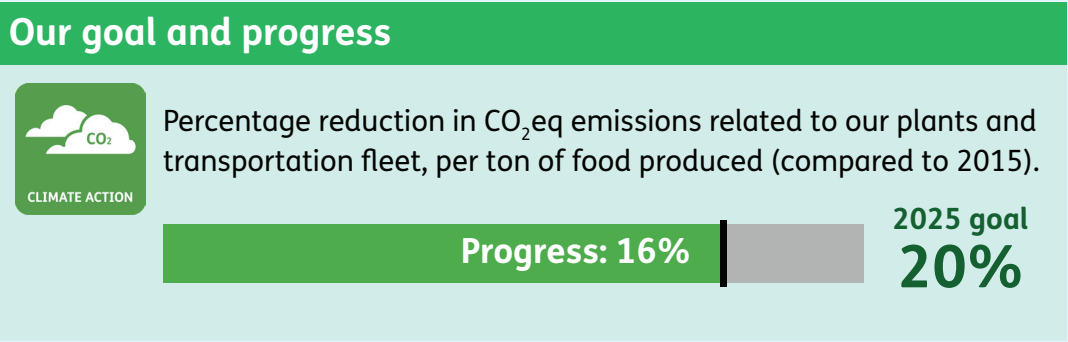 Our goal and progress
CO₂
CLIMATE ACTION
Percentage reduction in CO₂eq emissions related to our plants and
transportation fleet, per ton of food produced (compared to 2015).
Progress: 16%
2025 goal
20%